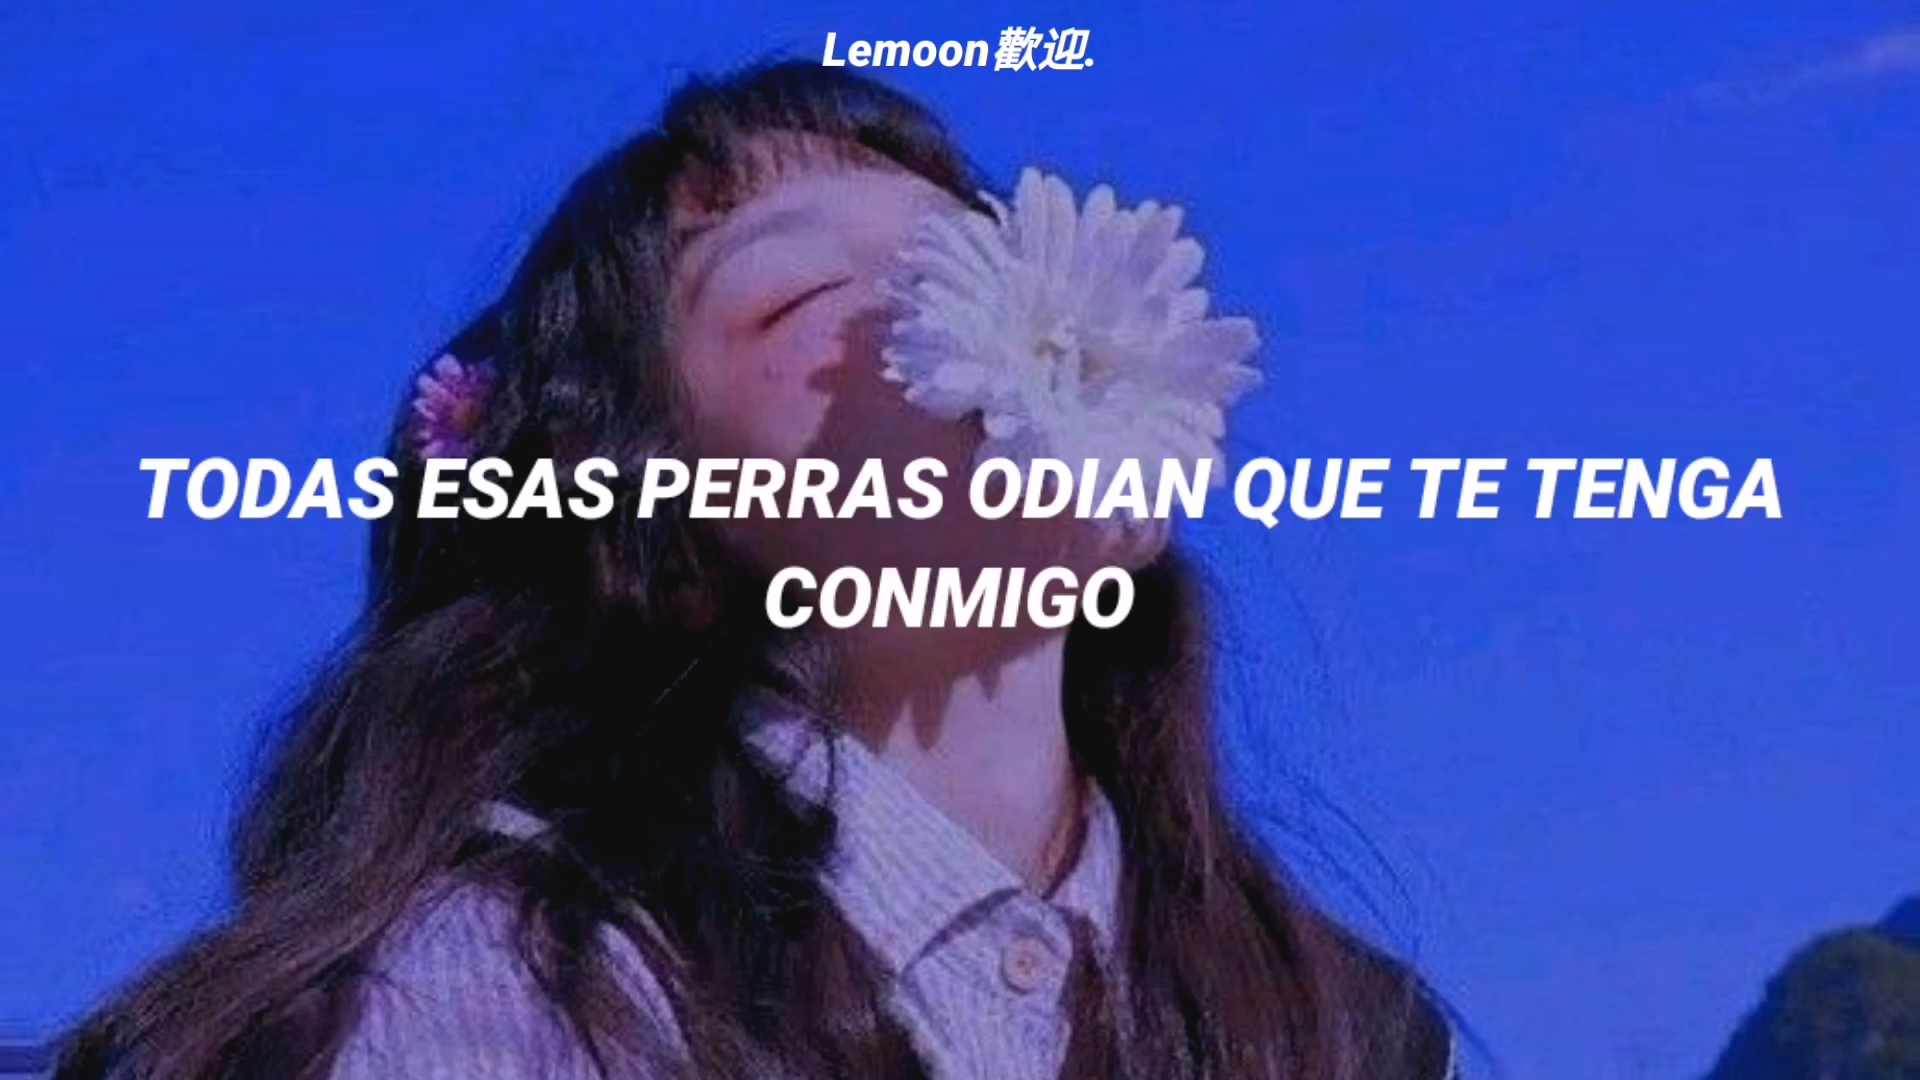 Lemoon歡迎.
TODAS ESAS PERRAS ODIAN QUE TE TENGA
CONMIGO